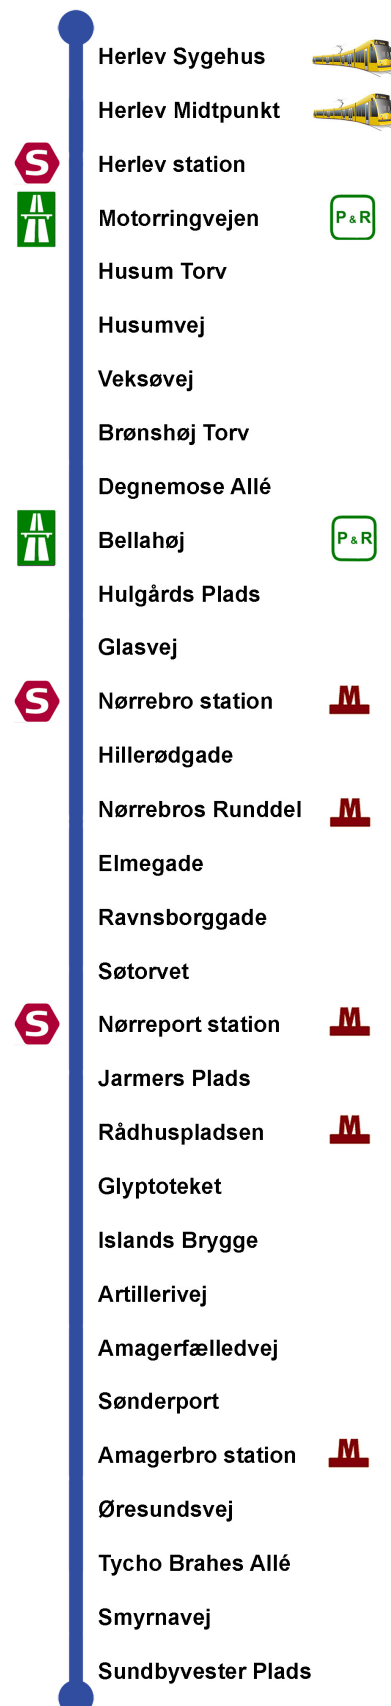 Herlev Sygehus
Herlev Midtpunkt
S Herlev station
Motorringvejen P & R
Husum Torv
Husumvej
Veksøvej
Brønshøj Torv
Degnemose Allé
Bellahøj P & R
Hulgårds Plads
Glasvej
S Nørrebro station M
Hillerødgade
Nørrebros Runddel M
Elmegade
Ravnsborggade
Søtorvet
S Nørreport station M
Jarmers Plads
Rådhuspladsen M
Glyptoteket
Islands Brygge
Artillerivej
Amagerfælledvej
Sønderport
Amagerbro station M
Øresundsvej
Tycho Brahes Allé
Smyrnavej
Sundbyvester Plads